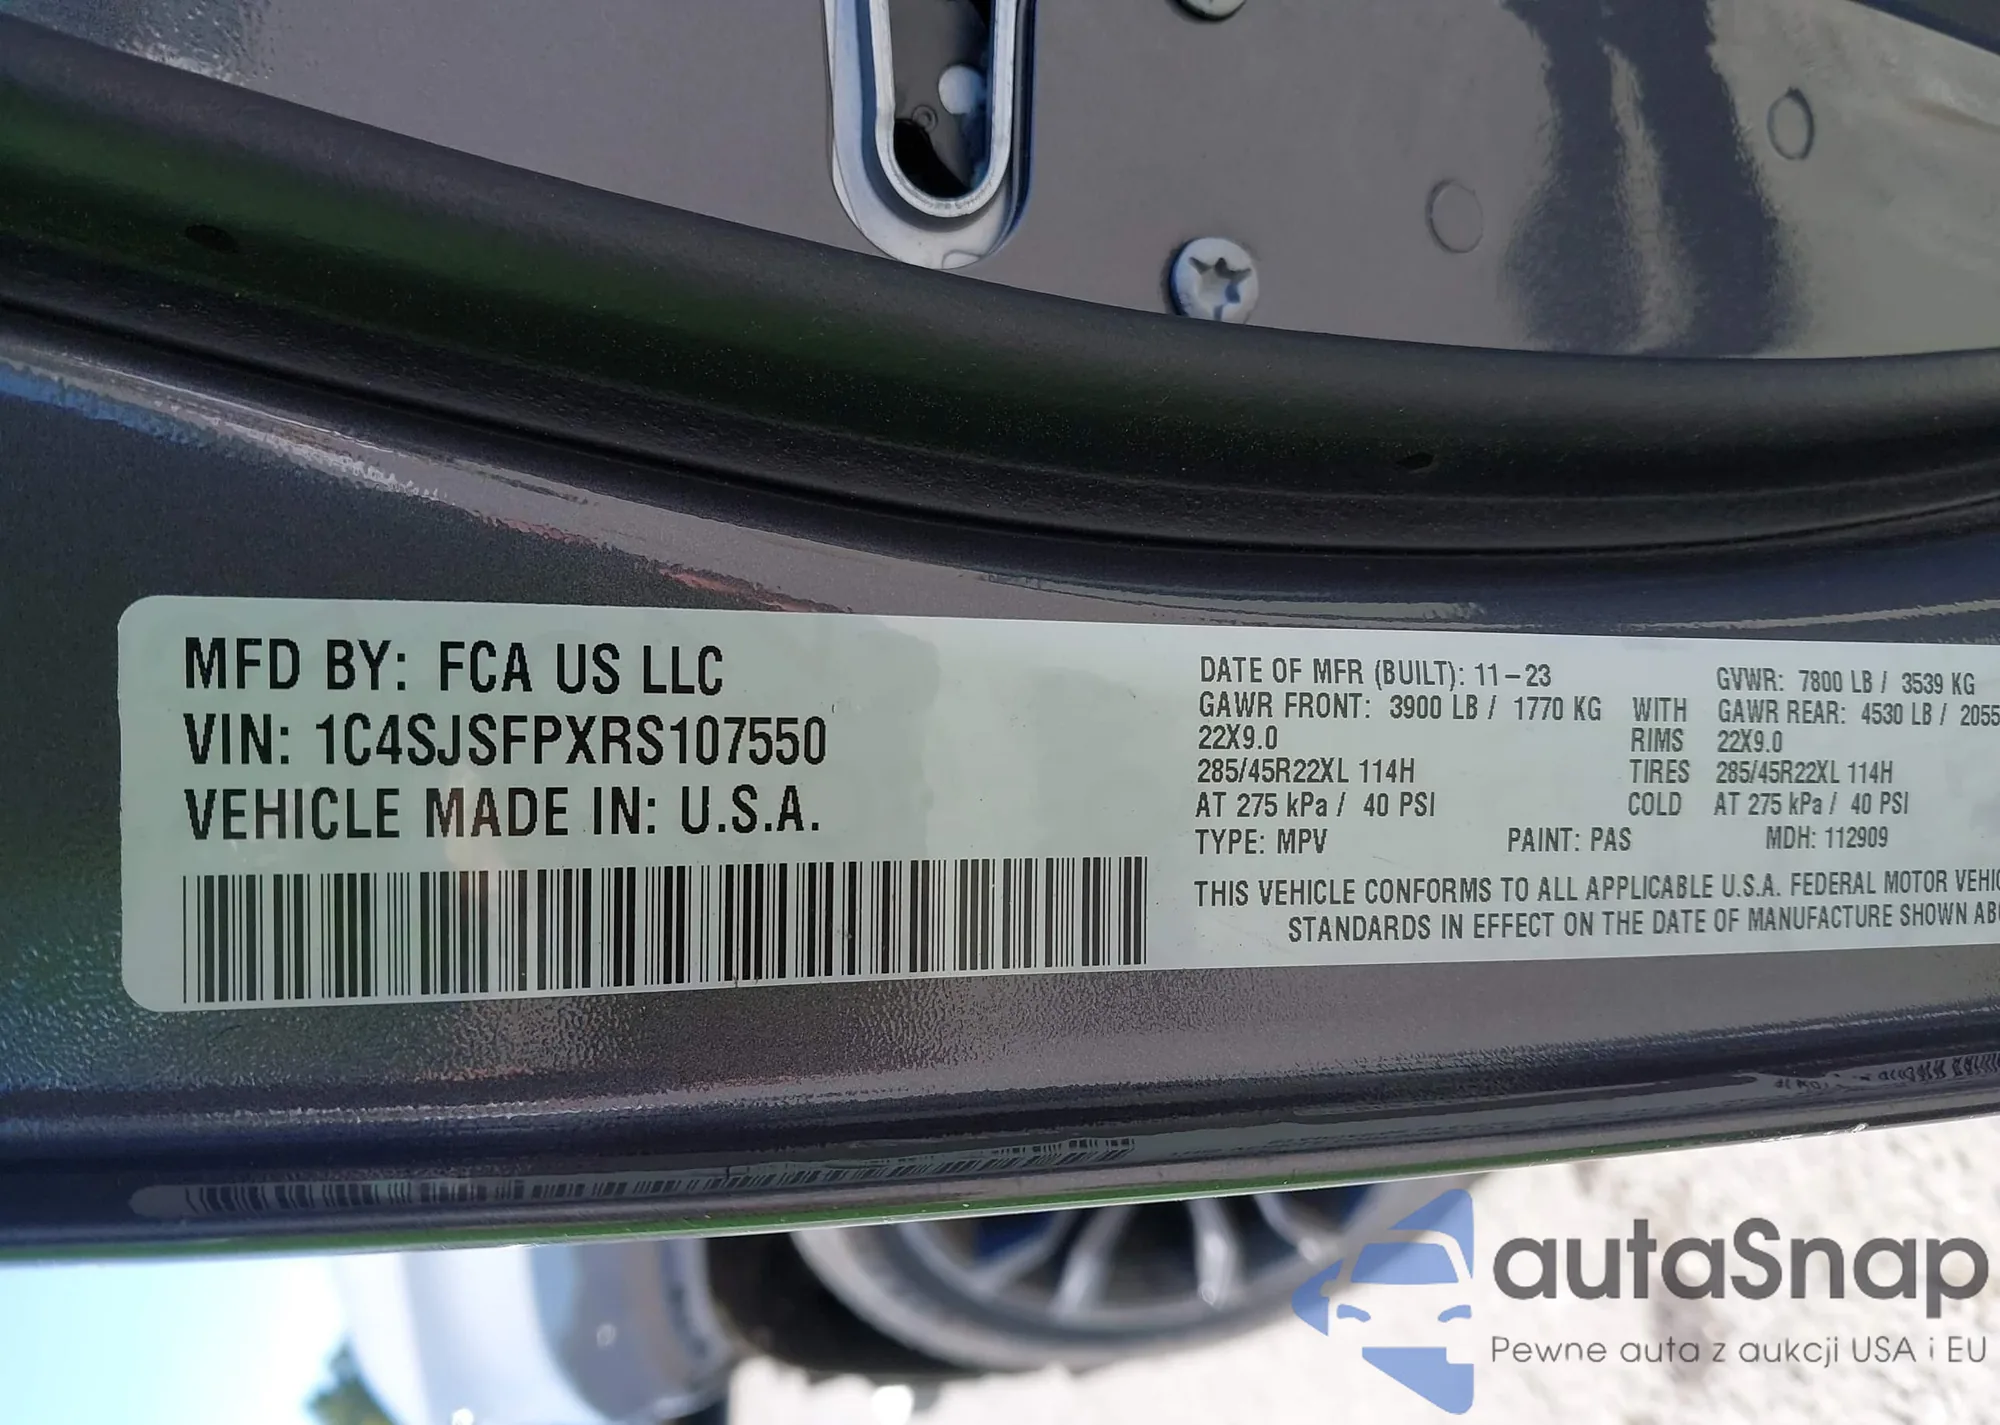 MFD BY: FCA US LLC
VIN: 1C4SJSFPXRS107550
VEHICLE MADE IN: U.S.A.
DATE OF MFR (BUILT): 11-23 GVWR: 7800 LB / 3539 KG
GAWR FRONT: 3900 LB / 1770 KG WITH GAWR REAR: 4530 LB / 2055
22X9.0 RIMS 22X9.0
285/45R22XL 114H TIRES 285/45R22XL 114H
AT 275 kPa / 40 PSI COLD AT 275 kPa / 40 PSI
TYPE: MPV PAINT: PAS MDH: 112909
THIS VEHICLE CONFORMS TO ALL APPLICABLE U.S.A. FEDERAL MOTOR
STANDARDS IN EFFECT ON THE DATE OF MANUFACTURE SHOWN
autaSnap
Pewne auta z aukcji USA i EU